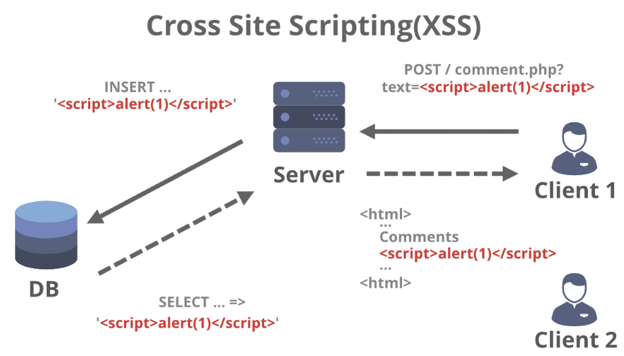 Cross Site Scripting(XSS)
INSERT ...
'<script>alert(1)</script>'
POST / comment.php?
text=<script>alert(1)</script>
Server
Client 1
<html>
...
Comments
<script>alert(1)</script>
...
<html>
DB
SELECT ... =>
'<script>alert(1)</script>'
Client 2